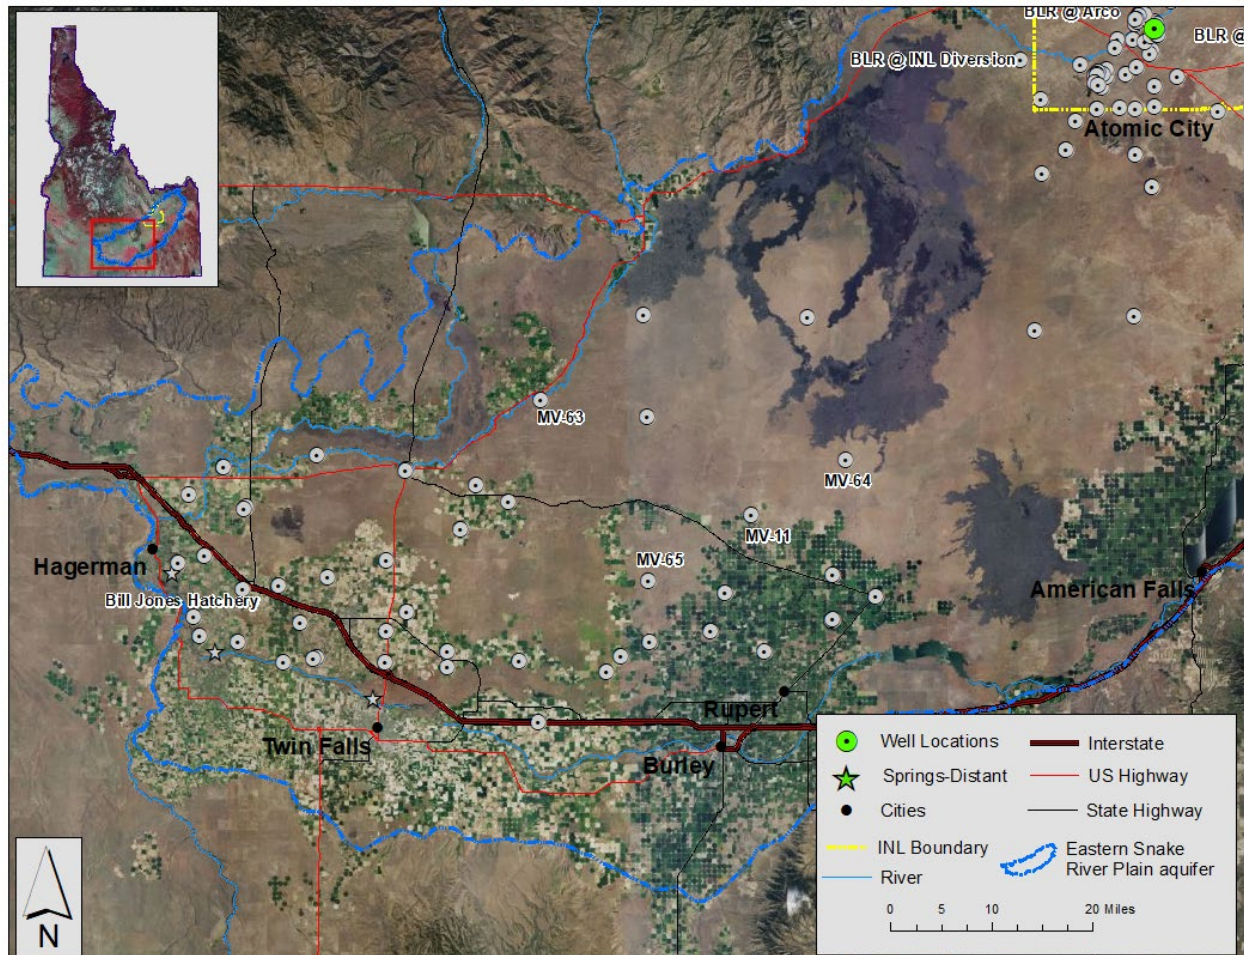 BLR @ Arco
BLR @
BLR @ INL Diversion
Atomic City
MV-63
MV-64
MV-11
Hagerman
MV-65
American Falls
Bill Jones Hatchery
Rupert
Twin Falls
Burley
Well Locations
Interstate
Springs-Distant
US Highway
Cities
State Highway
INL Boundary
Eastern Snake
River Plain aquifer
River
0 5 10 20 Miles
N